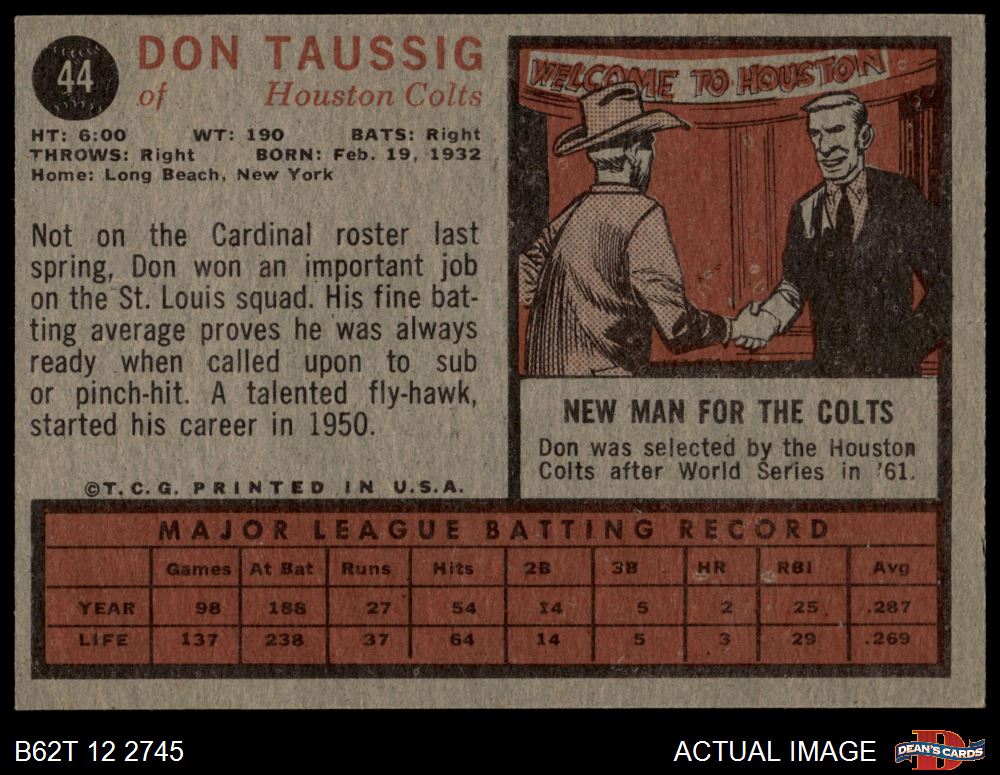 44
DON TAUSSIG
of Houston Colts
HT: 6:00 WT: 190 BATS: Right
THROWS: Right BORN: Feb. 19, 1932
Home: Long Beach, New York
Not on the Cardinal roster last
spring, Don won an important job
on the St. Louis squad. His fine bat-
ting average proves he was always
ready when called upon to sub
or pinch-hit. A talented fly-hawk,
started his career in 1950.
©T.C.G. PRINTED IN U.S.A.
WELCOME TO HOUSTON
NEW MAN FOR THE COLTS
Don was selected by the Houston
Colts after World Series in '61.
MAJOR LEAGUE BATTING RECORD
Games At Bat Runs Hits 2B 3B HR RBI Avg
YEAR 98 188 27 54 14 5 2 25 .287
LIFE 137 238 37 64 14 5 3 29 .269
B62T 12 2745
ACTUAL IMAGE
D
DEAN'S CARDS